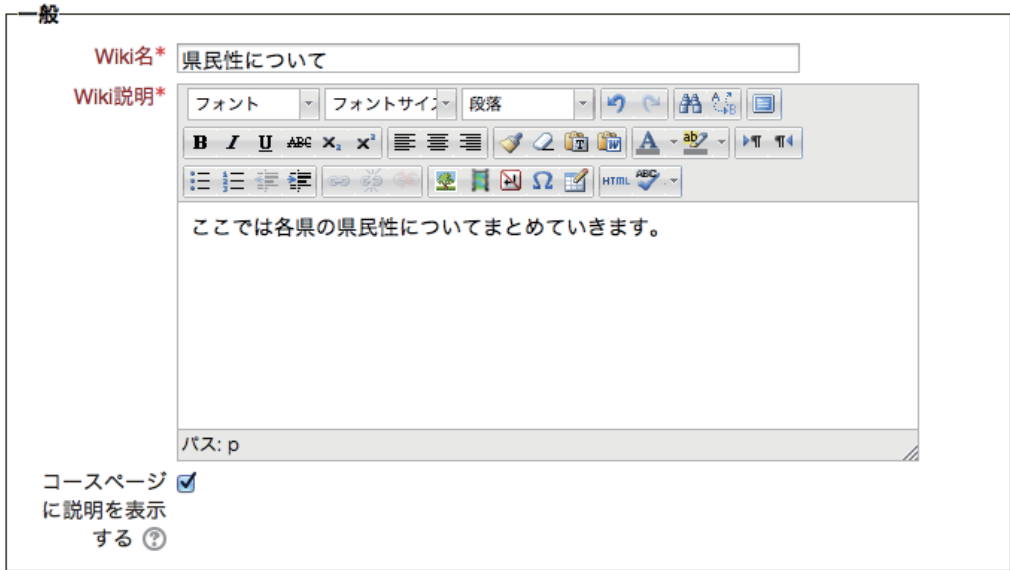 一般
Wiki名* 県民性について
Wiki説明*
フォント フォントサイズ 段落
B I U ABC X₂ X²
HTML ABC
ここでは各県の県民性についてまとめていきます。
パス: p
コースページ
に説明を表示
する